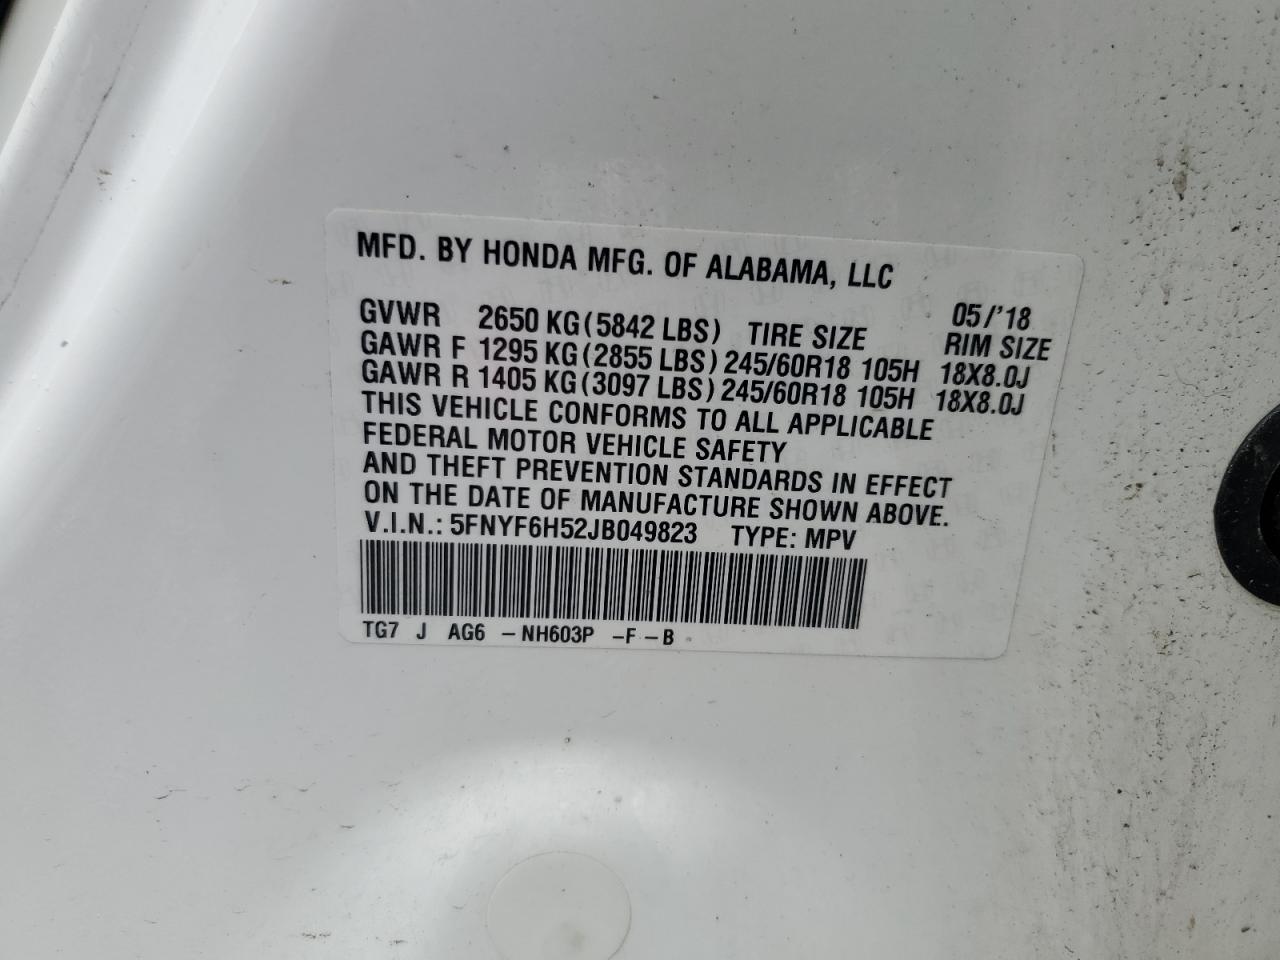 MFD. BY HONDA MFG. OF ALABAMA, LLC
05/'18
GVWR 2650 KG(5842 LBS) TIRE SIZE RIM SIZE
GAWR F 1295 KG(2855 LBS) 245/60R18 105H 18X8.0J
GAWR R 1405 KG(3097 LBS) 245/60R18 105H 18X8.0J
THIS VEHICLE CONFORMS TO ALL APPLICABLE
FEDERAL MOTOR VEHICLE SAFETY
AND THEFT PREVENTION STANDARDS IN EFFECT
ON THE DATE OF MANUFACTURE SHOWN ABOVE.
V.I.N.: 5FNYF6H52JB049823 TYPE: MPV
TG7 J AG6 -NH603P -F-B